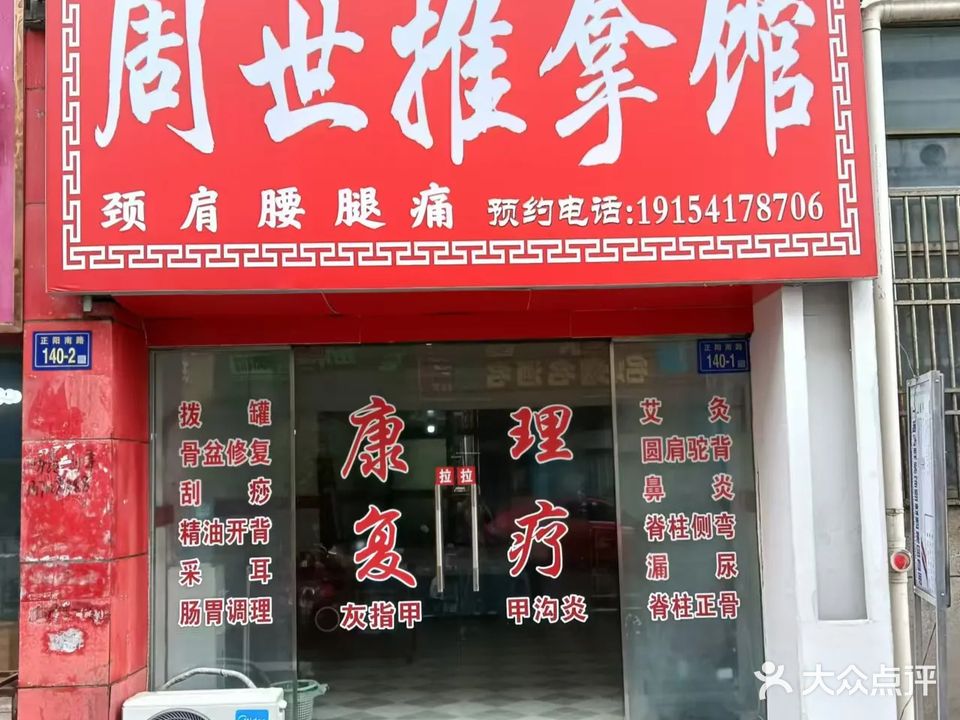 周世推拿馆
颈肩腰腿痛 预约电话:19154178706
正阳南路
140-2
正阳南路
140-1
拨罐
骨盆修复
刮痧
精油开背
采耳
肠胃调理
康复
理疗
拉 拉
灰指甲
甲沟炎
艾灸
圆肩驼背
鼻炎
脊柱侧弯
漏尿
脊柱正骨
Midea
大众点评